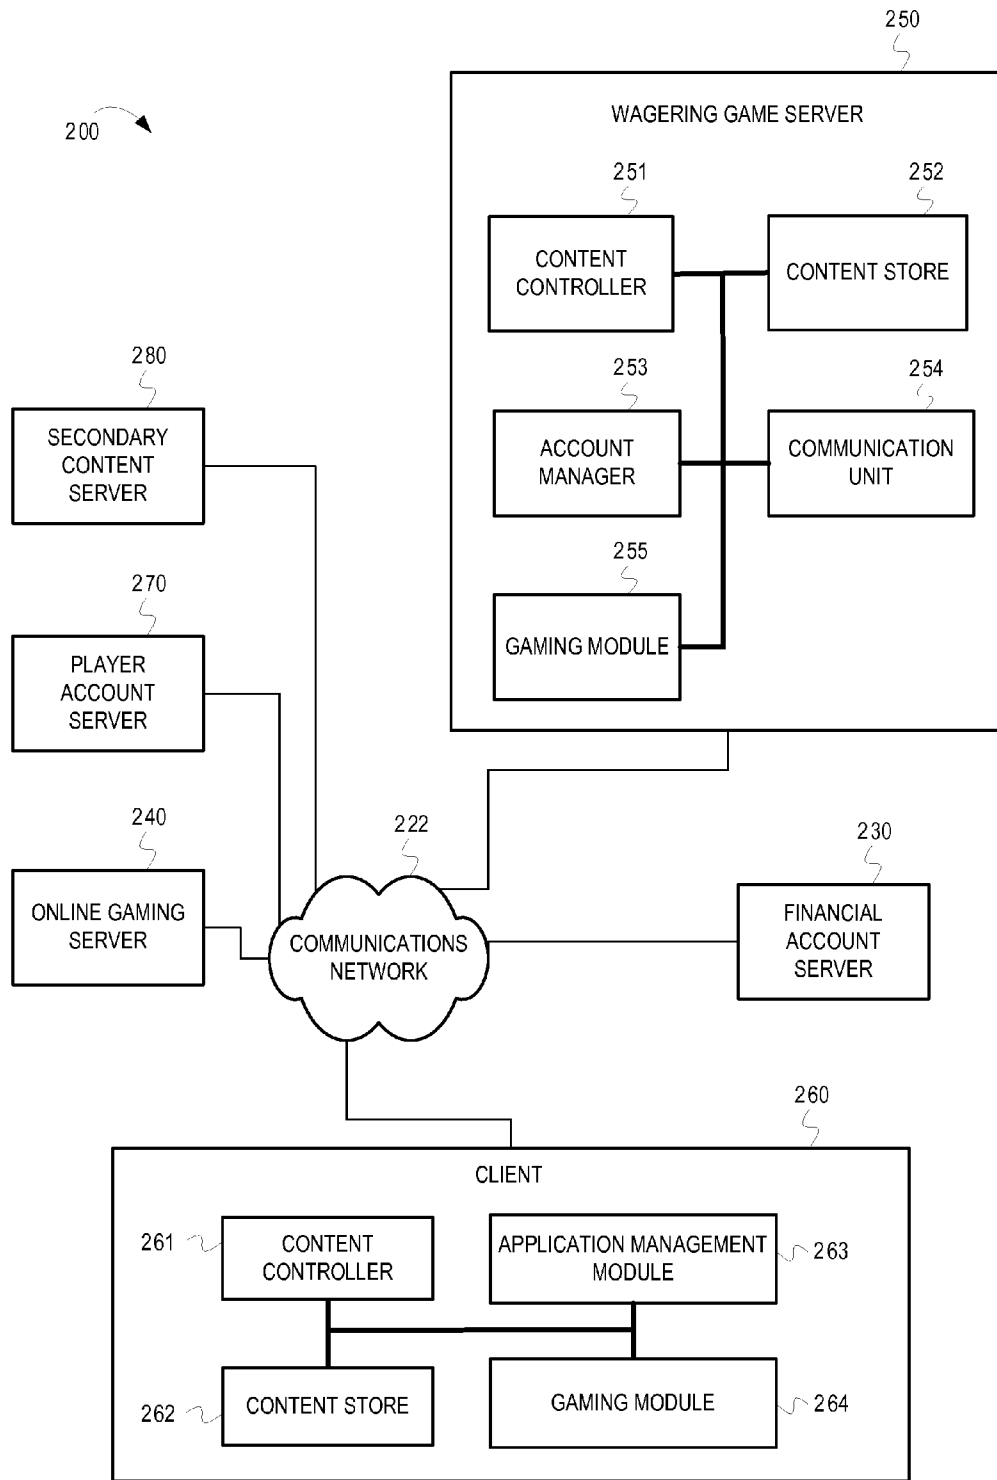 250
WAGERING GAME SERVER
200
251
252
CONTENT
CONTROLLER
CONTENT STORE
280
253
254
SECONDARY
CONTENT
SERVER
ACCOUNT
MANAGER
COMMUNICATION
UNIT
255
270
GAMING MODULE
PLAYER
ACCOUNT
SERVER
240
222
230
ONLINE GAMING
SERVER
COMMUNICATIONS
NETWORK
FINANCIAL
ACCOUNT
SERVER
260
CLIENT
261
CONTENT
CONTROLLER
APPLICATION MANAGEMENT
MODULE
263
262
CONTENT STORE
GAMING MODULE
264